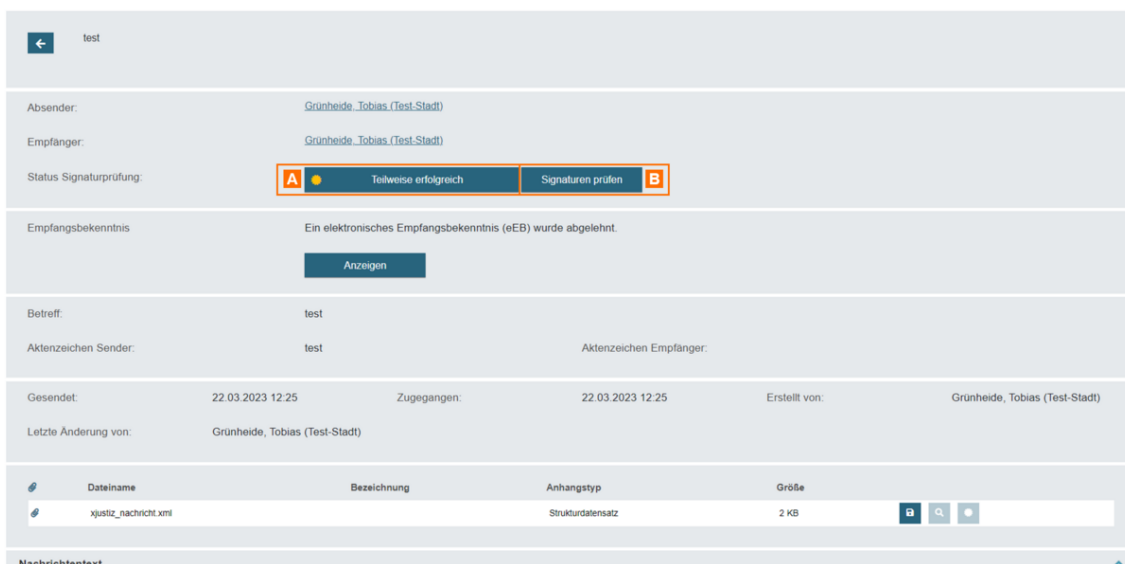 test
Absender: Grünheide, Tobias (Test-Stadt)
Empfänger: Grünheide, Tobias (Test-Stadt)
Status Signaturprüfung: A Teilweise erfolgreich Signaturen prüfen B
Empfangsbekenntnis Ein elektronisches Empfangsbekenntnis (eEB) wurde abgelehnt.
Anzeigen
Betreff: test
Aktenzeichen Sender: test Aktenzeichen Empfänger:
Gesendet: 22.03.2023 12:25 Zugegangen: 22.03.2023 12:25 Erstellt von: Grünheide, Tobias (Test-Stadt)
Letzte Änderung von: Grünheide, Tobias (Test-Stadt)
Dateiname Bezeichnung Anhangstyp Größe
xjustiz_nachricht.xml Strukturdatensatz 2 KB
Nachrichtentext